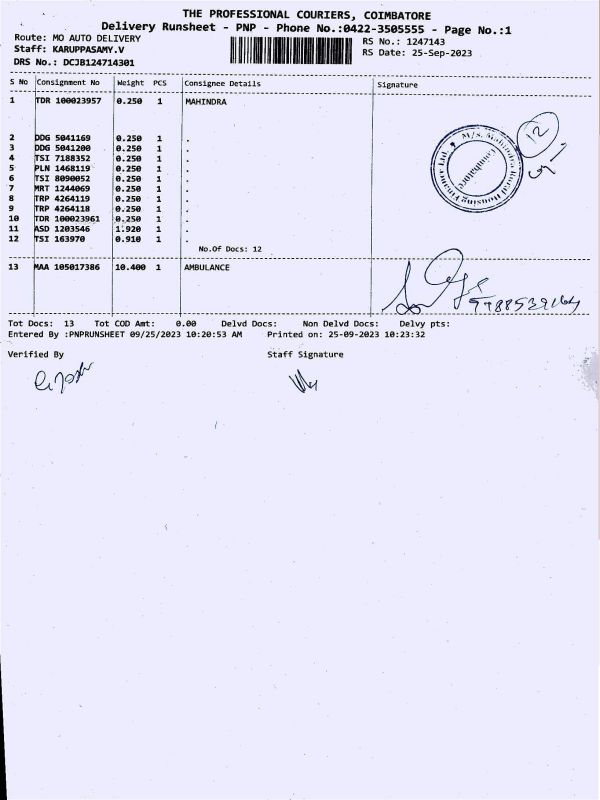 THE PROFESSIONAL COURIERS, COIMBATORE
Delivery Runsheet - PNP - Phone No.:0422-3505555 - Page No.:1
Route: MO AUTO DELIVERY
RS No.: 1247143
Staff: KARUPPASAMY.V
RS Date: 25-Sep-2023
DRS No.: DCJB124714301
S No Consignment No Weight PCS Consignee Details Signature
1 TDR 100023957 0.250 1 MAHINDRA
12
2 DDG 5041169 0.250 1 .
3 DDG 5041200 0.250 1 .
4 TSI 7188352 0.250 1 .
5 PLN 1468119 0.250 1 .
6 TSI 8090052 0.250 1 .
7 MRT 1244069 0.250 1 .
8 TRP 4264119 0.250 1 .
9 TRP 4264118 0.250 1 .
10 TDR 100023961 0.250 1 .
11 ASD 1203546 1.920 1 .
12 TSI 163970 0.910 1 .
M/s. Mahindra Rural Housing Finance Ltd.,
Coimbatore
No.Of Docs: 12
13 MAA 105017386 10.400 1 AMBULANCE
Tot Docs: 13 Tot COD Amt: 0.00 Delvd Docs: Non Delvd Docs: Delvy pts:
Entered By :PNPRUNSHEET 09/25/2023 10:20:53 AM Printed on: 25-09-2023 10:23:32
Verified By Staff Signature